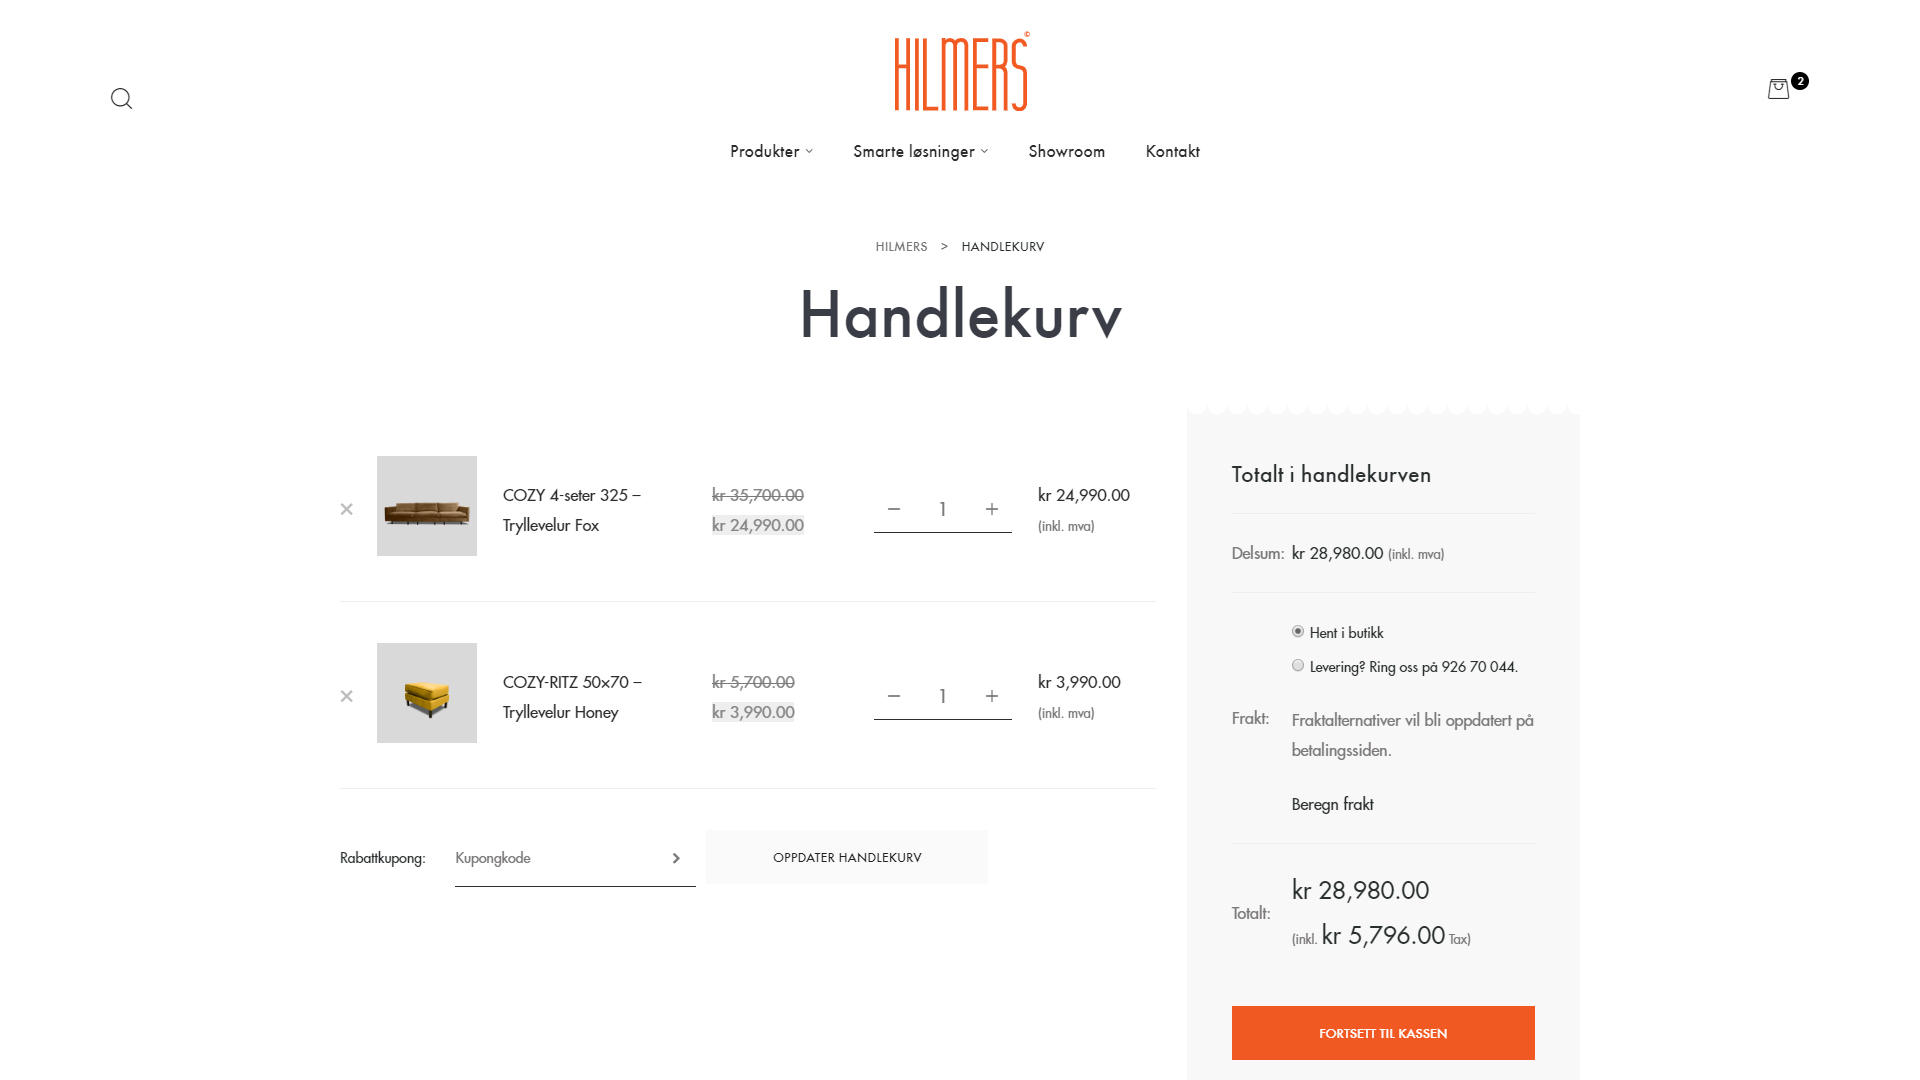 HILMERS©
2
Produkter
Smarte løsninger
Showroom
Kontakt
HILMERS > HANDLEKURV
Handlekurv
COZY 4-seter 325 –
Tryllevelur Fox
kr 35,700.00
kr 24,990.00
− 1 +
kr 24,990.00
(inkl. mva)
COZY-RITZ 50×70 –
Tryllevelur Honey
kr 5,700.00
kr 3,990.00
− 1 +
kr 3,990.00
(inkl. mva)
Rabattkupong:
Kupongkode
OPPDATER HANDLEKURV
Totalt i handlekurven
Delsum: kr 28,980.00 (inkl. mva)
Hent i butikk
Levering? Ring oss på 926 70 044.
Frakt:
Fraktalternativer vil bli oppdatert på
betalingssiden.
Beregn frakt
Totalt:
kr 28,980.00
(inkl. kr 5,796.00 Tax)
FORTSETT TIL KASSEN